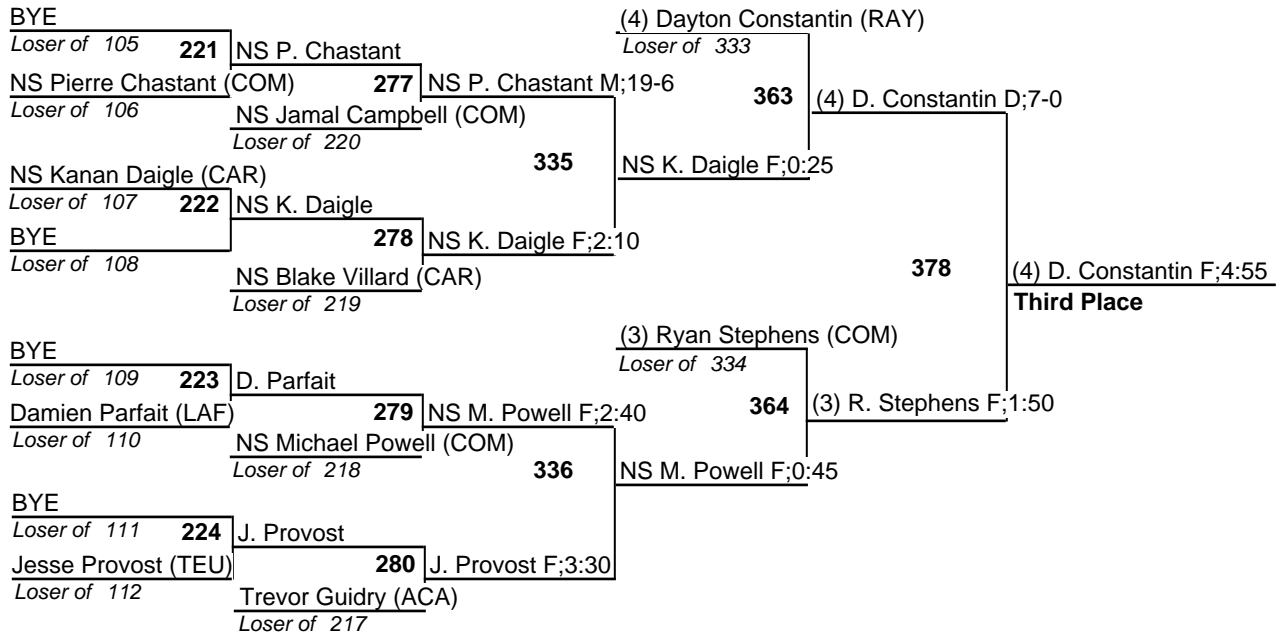 BYE
Loser of 105
221
NS P. Chastant
NS Pierre Chastant (COM)
Loser of 106
277
NS P. Chastant M;19-6
NS Jamal Campbell (COM)
Loser of 220
335
NS Kanan Daigle (CAR)
Loser of 107
222
NS K. Daigle
BYE
Loser of 108
278
NS K. Daigle F;2:10
NS Blake Villard (CAR)
Loser of 219
(4) Dayton Constantin (RAY)
Loser of 333
363
(4) D. Constantin D;7-0
NS K. Daigle F;0:25
378
(4) D. Constantin F;4:55
Third Place
BYE
Loser of 109
223
D. Parfait
Damien Parfait (LAF)
Loser of 110
279
NS M. Powell F;2:40
NS Michael Powell (COM)
Loser of 218
336
BYE
Loser of 111
224
J. Provost
Jesse Provost (TEU)
Loser of 112
280
J. Provost F;3:30
Trevor Guidry (ACA)
Loser of 217
(3) Ryan Stephens (COM)
Loser of 334
364
(3) R. Stephens F;1:50
NS M. Powell F;0:45